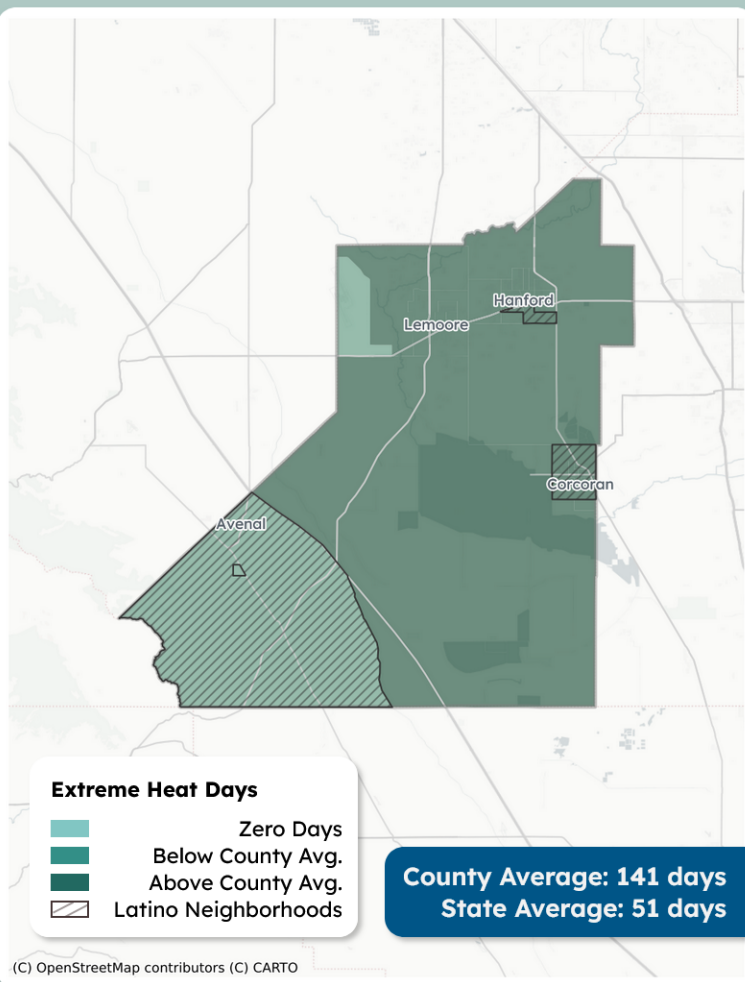 Hanford
Lemoore
Corcoran
Avenal
Extreme Heat Days
Zero Days
Below County Avg.
Above County Avg.
Latino Neighborhoods
County Average: 141 days
State Average: 51 days
(C) OpenStreetMap contributors (C) CARTO